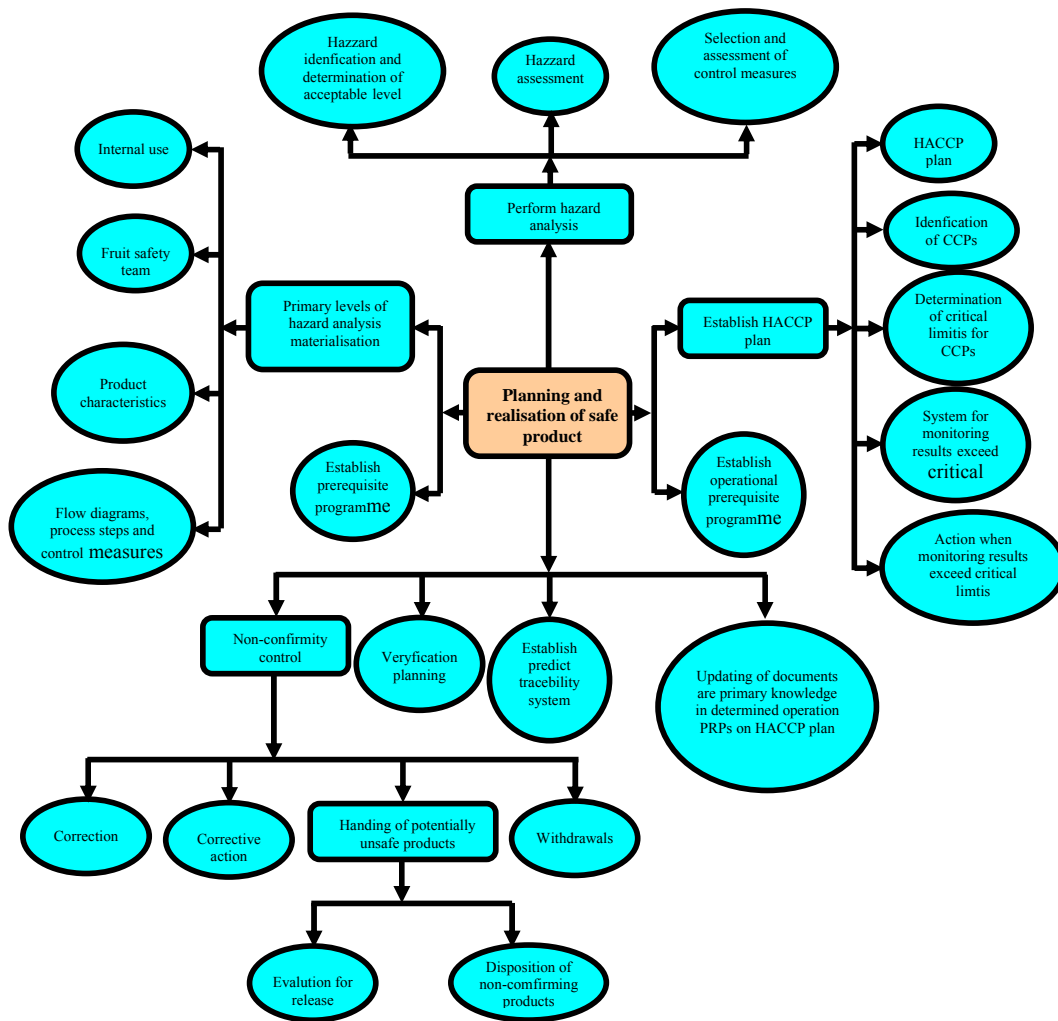 Hazzard
idenfication and
determination of
acceptable level
Hazzard
assessment
Selection and
assessment of
control measures
Internal use
HACCP
plan
Perform hazard
analysis
Fruit safety
team
Idenfication
of CCPs
Primary levels of
hazard analysis
materialisation
Establish HACCP
plan
Determination
of critical
limitis for
CCPs
Product
characteristics
Planning and
realisation of safe
product
System for
monitoring
results exceed
critical
Establish
prerequisite
programme
Establish
operational
prerequisite
programme
Flow diagrams,
process steps and
control measures
Action when
monitoring results
exceed critical
limtis
Non-confirmity
control
Veryfication
planning
Establish
predict
tracebility
system
Updating of documents
are primary knowledge
in determined operation
PRPs on HACCP plan
Correction
Corrective
action
Handing of potentially
unsafe products
Withdrawals
Evalution for
release
Disposition of
non-comfirming
products